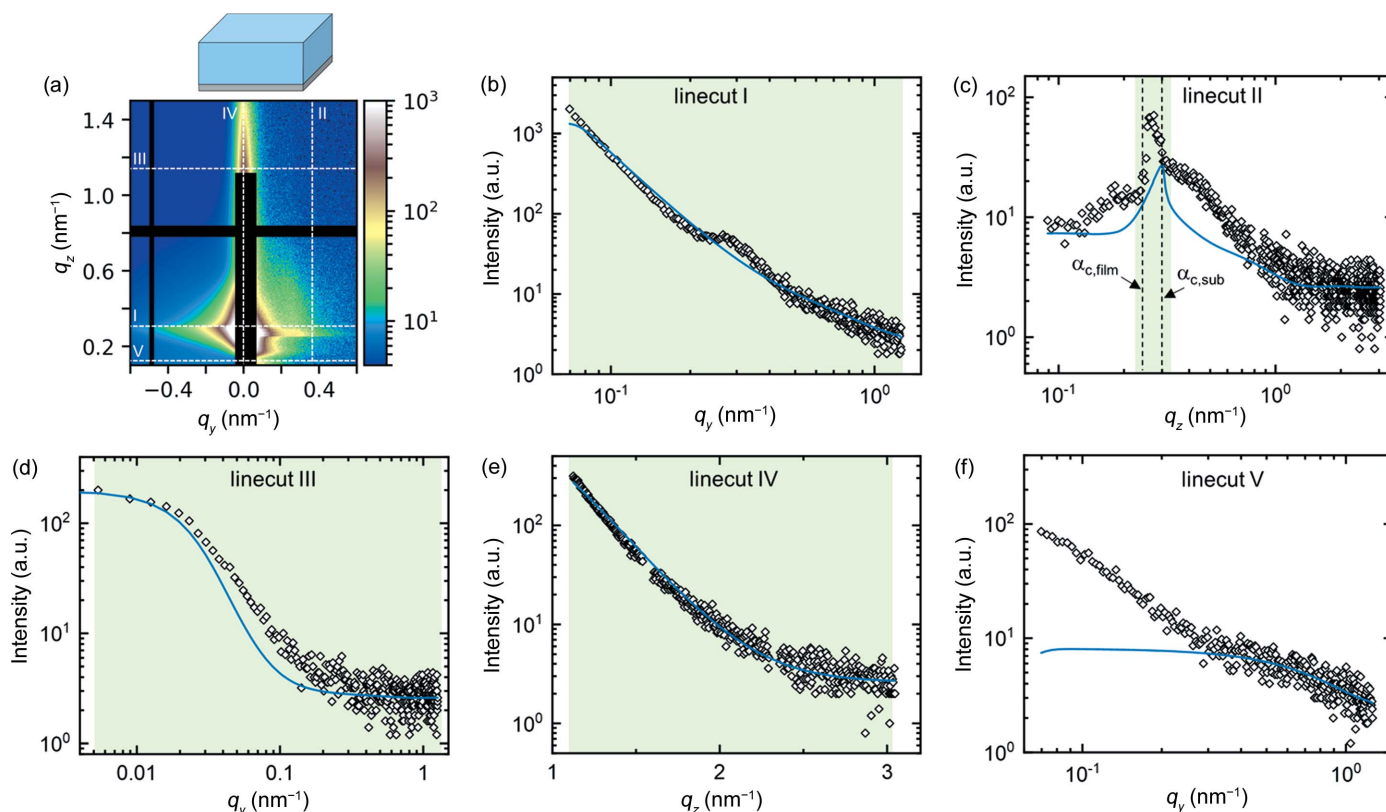 (a)
IV
II
III
I
V
1.4
1.0
0.6
0.2
q_z (nm⁻¹)
−0.4
0.0
0.4
q_y (nm⁻¹)
10³
10²
10¹
(b)
linecut I
10³
10²
10¹
10⁰
Intensity (a.u.)
10⁻¹
10⁰
q_y (nm⁻¹)
(c)
linecut II
10²
10¹
10⁰
Intensity (a.u.)
α_c,film
α_c,sub
10⁻¹
10⁰
q_z (nm⁻¹)
(d)
linecut III
10²
10¹
10⁰
Intensity (a.u.)
0.01
0.1
1
q_y (nm⁻¹)
(e)
linecut IV
10²
10¹
10⁰
Intensity (a.u.)
1
2
3
q_z (nm⁻¹)
(f)
linecut V
10²
10¹
10⁰
Intensity (a.u.)
10⁻¹
10⁰
q_y (nm⁻¹)